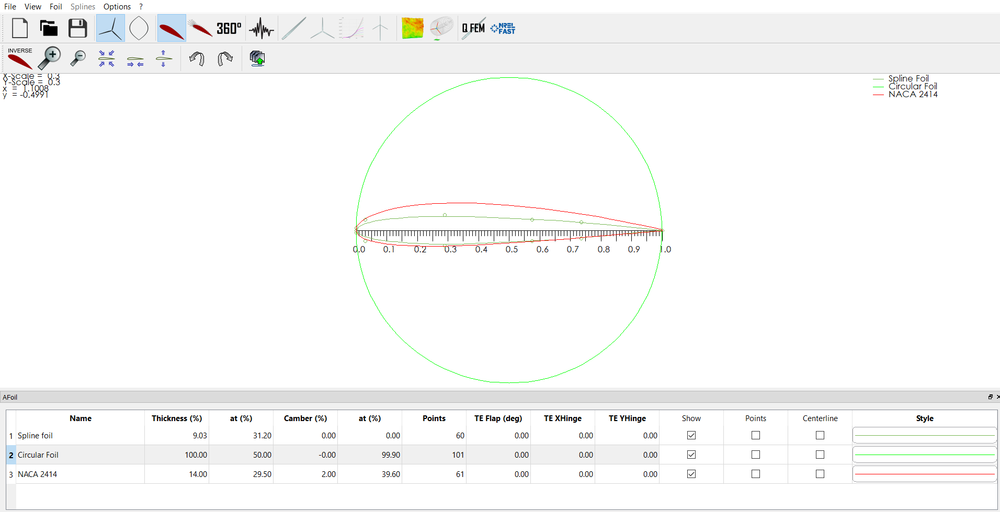 File View Foil Splines Options ?
360° Q FEM NREL FAST
INVERSE
X-Scale = 0.3
Y-Scale = 0.3
x = 1.1008
y = -0.4991
Spline Foil
Circular Foil
NACA 2414
0.0 0.1 0.2 0.3 0.4 0.5 0.6 0.7 0.8 0.9 1.0
AFoil
Name Thickness (%) at (%) Camber (%) at (%) Points TE Flap (deg) TE XHinge TE YHinge Show Points Centerline Style
1 Spline foil 9.03 31.20 0.00 0.00 60 0.00 0.00 0.00
2 Circular Foil 100.00 50.00 -0.00 99.90 101 0.00 0.00 0.00
3 NACA 2414 14.00 29.50 2.00 39.60 61 0.00 0.00 0.00